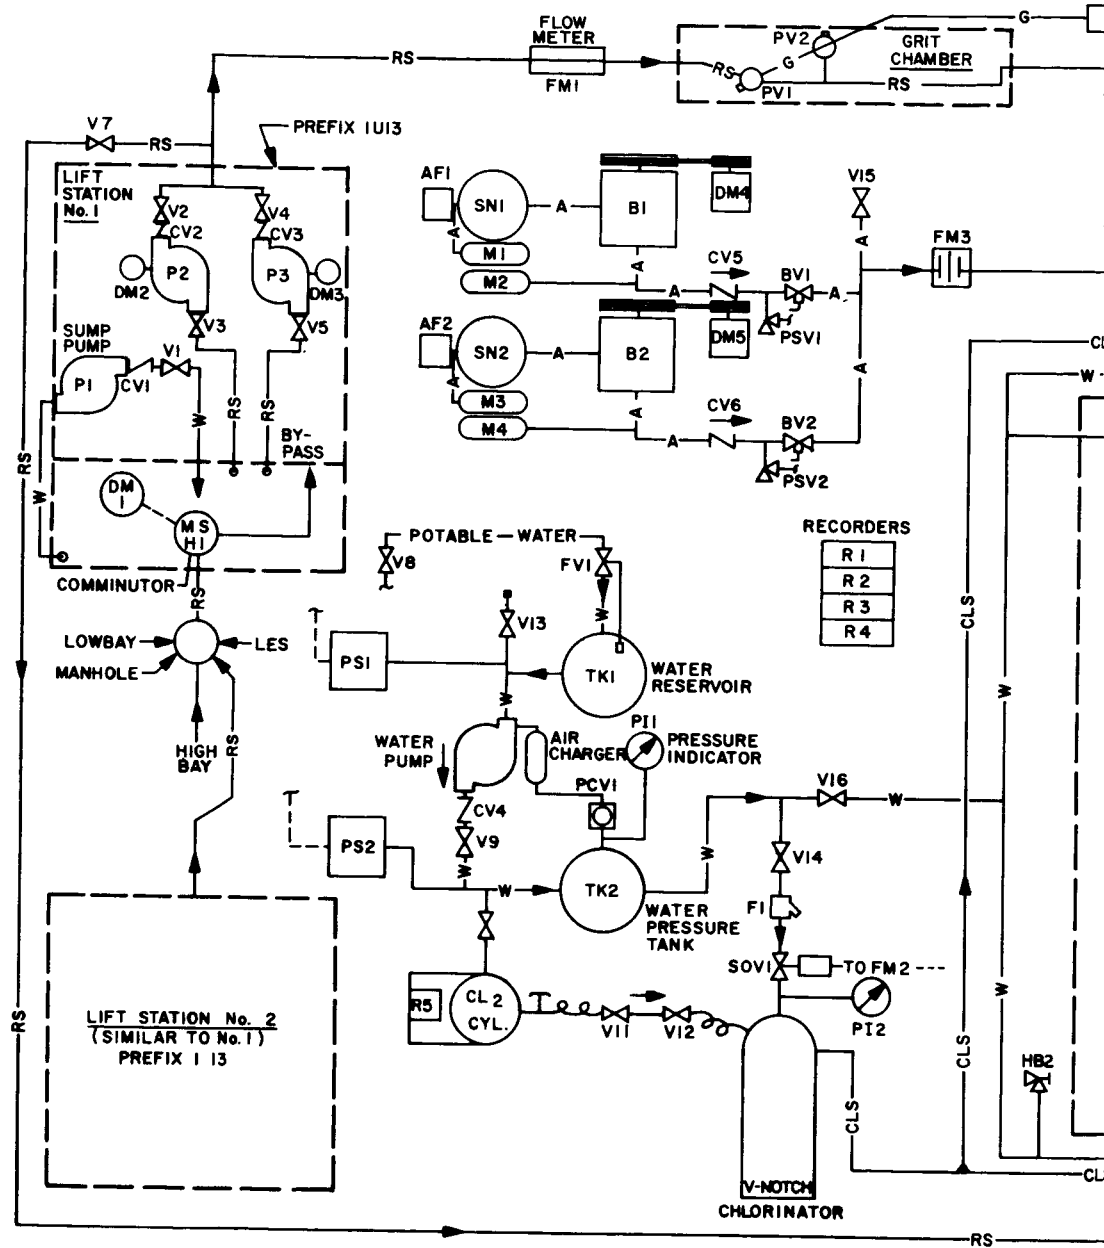 FLOW
METER
RS
FM1
G
PV2
GRIT
CHAMBER
RS
G
PV1
RS
V7
RS
PREFIX 1U13
LIFT
STATION
No. 1
V2
V4
CV2
CV3
P2
P3
DM2
DM3
V3
V5
SUMP
PUMP
V1
P1
CV1
W
RS
RS
BY-
PASS
RS
W
DM
1
MS
H1
COMMINUTOR
RS
LOWBAY
LES
MANHOLE
HIGH
BAY
RS
AF1
SN1
A
B1
DM4
A
M1
M2
A
A
CV5
BV1
A
PSV1
V15
A
FM3
AF2
SN2
A
B2
DM5
A
M3
M4
A
A
CV6
BV2
PSV2
A
CL
W
RECORDERS
R1
R2
R3
R4
POTABLE-WATER
V8
FV1
W
V13
PS1
TK1
WATER
RESERVOIR
W
WATER
PUMP
AIR
CHARGER
PI1
PRESSURE
INDICATOR
PCV1
CV4
V9
PS2
W
W
TK2
WATER
PRESSURE
TANK
W
V16
W
V14
F1
SOV1
TO FM2
PI2
R5
CL2
CYL.
V11
V12
CLS
W
W
CLS
CLS
HB2
V-NOTCH
CHLORINATOR
CL
LIFT STATION No. 2
(SIMILAR TO No. 1)
PREFIX 1 13
RS
RS